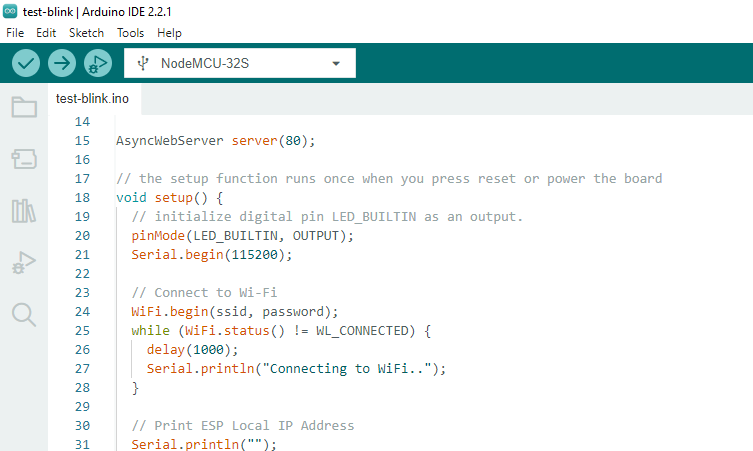 test-blink | Arduino IDE 2.2.1
File Edit Sketch Tools Help
NodeMCU-32S
test-blink.ino
14
15 AsyncWebServer server(80);
16
17 // the setup function runs once when you press reset or power the board
18 void setup() {
19   // initialize digital pin LED_BUILTIN as an output.
20   pinMode(LED_BUILTIN, OUTPUT);
21   Serial.begin(115200);
22
23   // Connect to Wi-Fi
24   WiFi.begin(ssid, password);
25   while (WiFi.status() != WL_CONNECTED) {
26     delay(1000);
27     Serial.println("Connecting to WiFi..");
28   }
29
30   // Print ESP Local IP Address
31   Serial.println("");